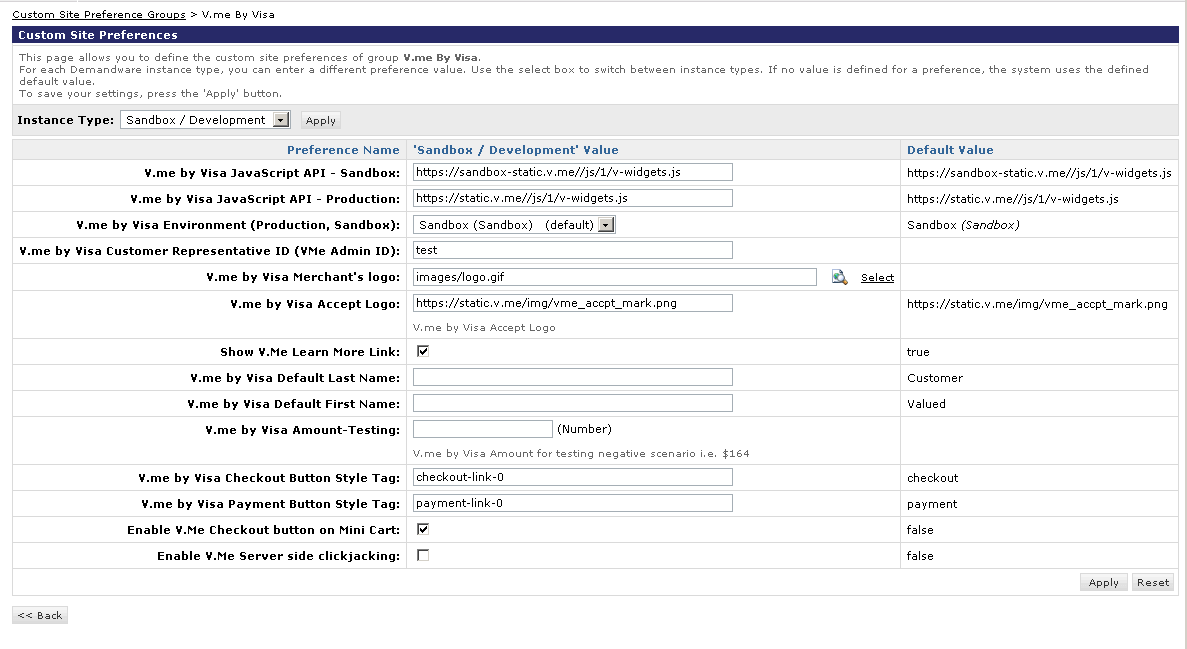 Custom Site Preference Groups > V.me By Visa
Custom Site Preferences
This page allows you to define the custom site preferences of group V.me By Visa.
For each Demandware instance type, you can enter a different preference value. Use the select box to switch between instance types. If no value is defined for a preference, the system uses the defined
default value.
To save your settings, press the 'Apply' button.
Instance Type: Sandbox / Development Apply
Preference Name 'Sandbox / Development' Value Default Value
V.me by Visa JavaScript API - Sandbox: https://sandbox-static.v.me//js/1/v-widgets.js https://sandbox-static.v.me//js/1/v-widgets.js
V.me by Visa JavaScript API - Production: https://static.v.me//js/1/v-widgets.js https://static.v.me//js/1/v-widgets.js
V.me by Visa Environment (Production, Sandbox): Sandbox (Sandbox) (default) Sandbox (Sandbox)
V.me by Visa Customer Representative ID (VMe Admin ID): test
V.me by Visa Merchant's logo: images/logo.gif Select
V.me by Visa Accept Logo: https://static.v.me/img/vme_accpt_mark.png https://static.v.me/img/vme_accpt_mark.png
V.me by Visa Accept Logo
Show V.Me Learn More Link: true
V.me by Visa Default Last Name: Customer
V.me by Visa Default First Name: Valued
V.me by Visa Amount-Testing: (Number)
V.me by Visa Amount for testing negative scenario i.e. $164
V.me by Visa Checkout Button Style Tag: checkout-link-0 checkout
V.me by Visa Payment Button Style Tag: payment-link-0 payment
Enable V.Me Checkout button on Mini Cart: false
Enable V.Me Server side clickjacking: false
Apply Reset
<< Back